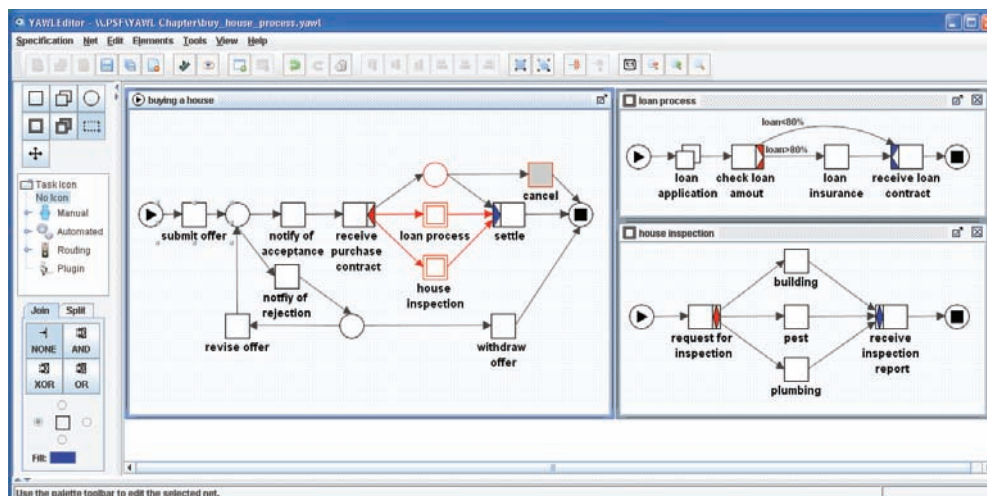 YAWLEditor - \\.PSF\YAWL Chapter\buy_house_process.yawl
Specification Net Edit Elements Tools View Help
Task Icon
No Icon
Manual
Automated
Routing
Plugin
Join Split
NONE AND
XOR OR
Fill:
buying a house
submit offer
notify of
acceptance
receive
purchase
contract
loan process
settle
cancel
house
inspection
notfiy of
rejection
revise offer
withdraw
offer
loan process
loan<80%
loan>80%
loan
application
check loan
amout
loan
insurance
receive loan
contract
house inspection
building
request for
inspection
pest
receive
inspection
report
plumbing
Use the palette toolbar to edit the selected net.